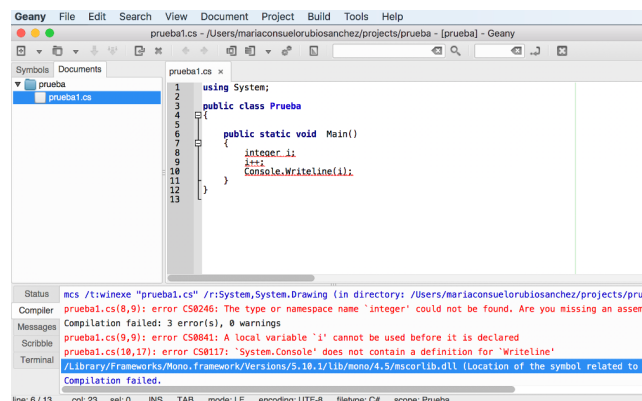 Geany File Edit Search View Document Project Build Tools Help
prueba1.cs - /Users/mariaconsuelorubiosanchez/projects/prueba - [prueba] - Geany
Symbols Documents
prueba1.cs ×
prueba
prueba1.cs
1 using System;
2
3 public class Prueba
4 {
5
6 public static void Main()
7 {
8 integer i;
9 i++;
10 Console.Writeline(i);
11 }
12 }
13
Status
Compiler
Messages
Scribble
Terminal
mcs /t:winexe "prueba1.cs" /r:System,System.Drawing (in directory: /Users/mariaconsuelorubiosanchez/projects/pru
prueba1.cs(8,9): error CS0246: The type or namespace name `integer' could not be found. Are you missing an assem
Compilation failed: 3 error(s), 0 warnings
prueba1.cs(9,9): error CS0841: A local variable `i' cannot be used before it is declared
prueba1.cs(10,17): error CS0117: `System.Console' does not contain a definition for `Writeline'
/Library/Frameworks/Mono.framework/Versions/5.10.1/lib/mono/4.5/mscorlib.dll (Location of the symbol related to
Compilation failed.
line: 6 / 13 col: 23 sel: 0 INS TAB mode: LF encoding: UTF-8 filetype: C# scope: Prueba